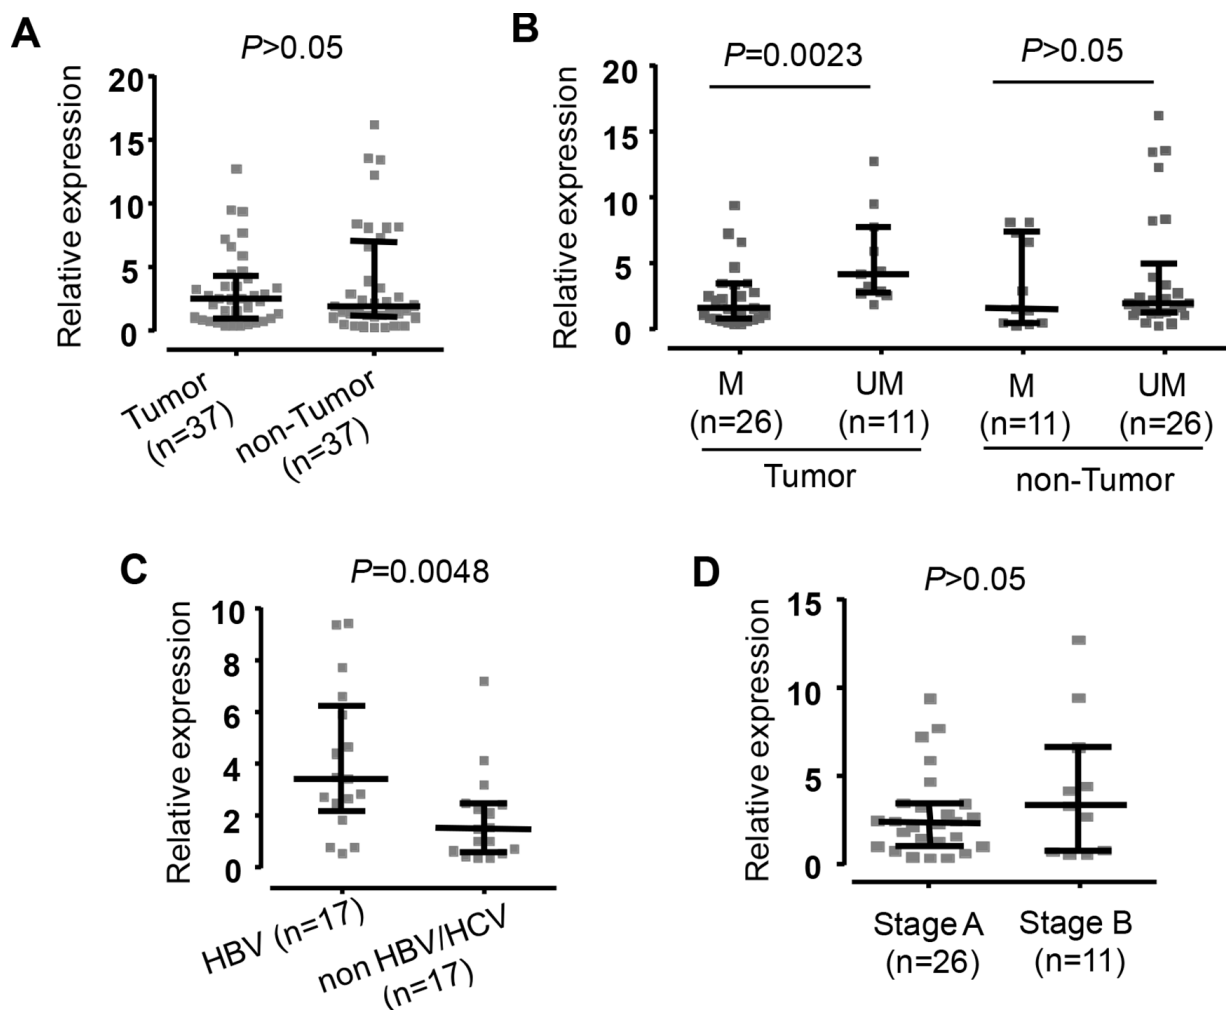 A
P>0.05
Relative expression
20
15
10
5
0
Tumor
(n=37)
non-Tumor
(n=37)
B
P=0.0023
P>0.05
Relative expression
20
15
10
5
0
M
(n=26)
UM
(n=11)
M
(n=11)
UM
(n=26)
Tumor
non-Tumor
C
P=0.0048
Relative expression
10
8
6
4
2
0
HBV (n=17)
non HBV/HCV
(n=17)
D
P>0.05
Relative expression
15
10
5
0
Stage A
(n=26)
Stage B
(n=11)